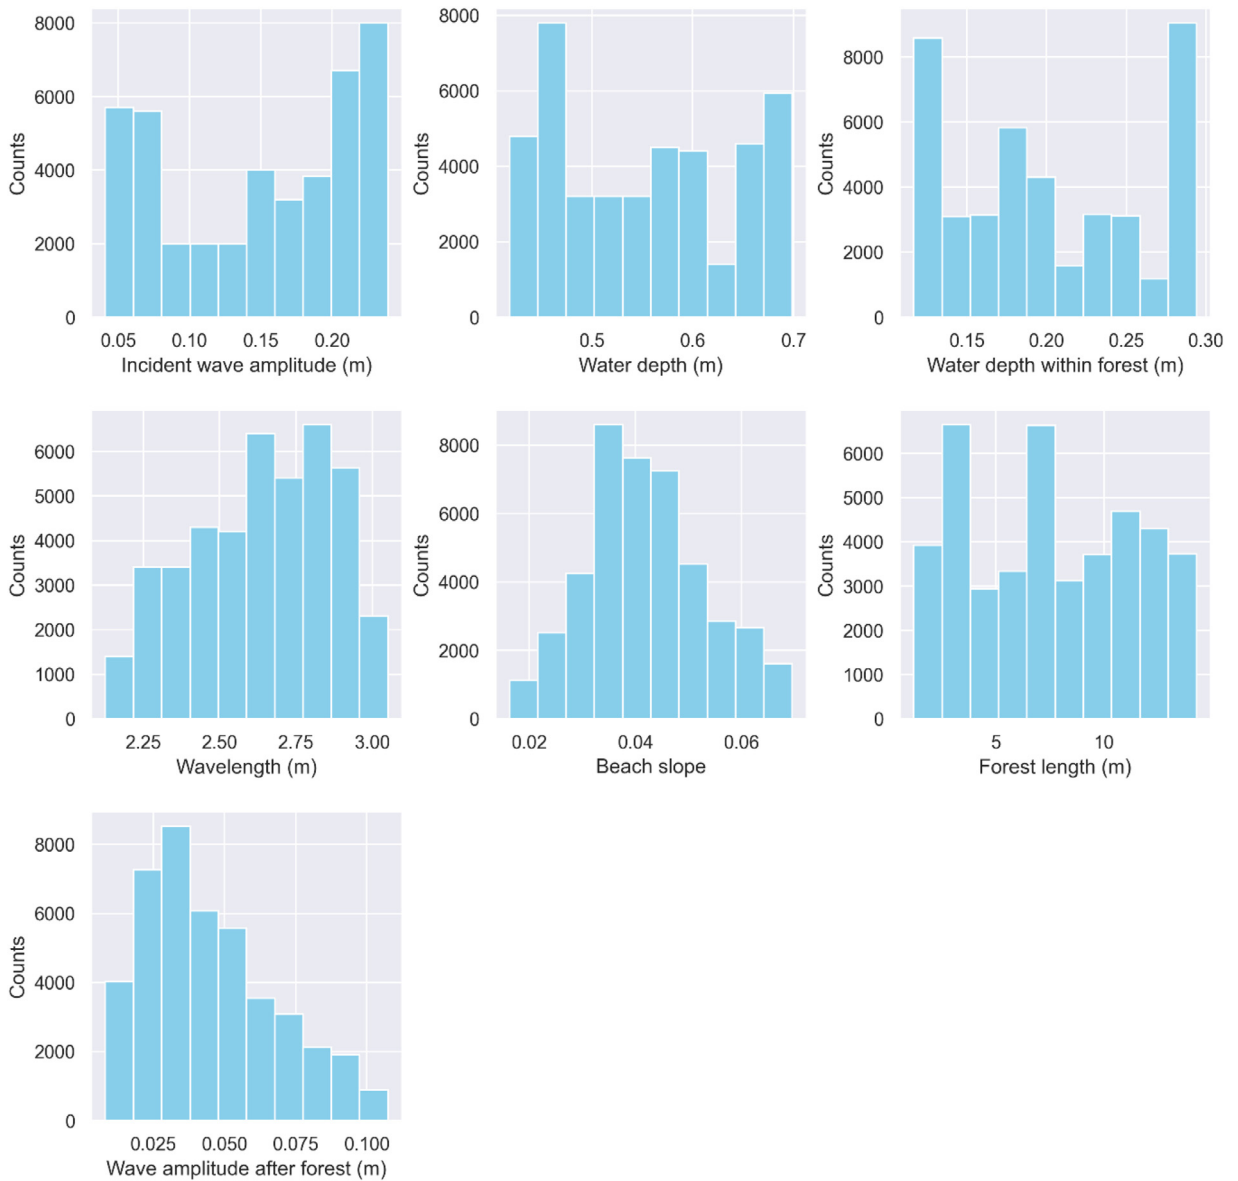 8000
6000
4000
2000
0
Counts
0.05 0.10 0.15 0.20
Incident wave amplitude (m)
8000
6000
4000
2000
0
Counts
0.5 0.6 0.7
Water depth (m)
8000
6000
4000
2000
0
Counts
0.15 0.20 0.25 0.30
Water depth within forest (m)
6000
5000
4000
3000
2000
1000
0
Counts
2.25 2.50 2.75 3.00
Wavelength (m)
8000
6000
4000
2000
0
Counts
0.02 0.04 0.06
Beach slope
6000
5000
4000
3000
2000
1000
0
Counts
5 10
Forest length (m)
8000
6000
4000
2000
0
Counts
0.025 0.050 0.075 0.100
Wave amplitude after forest (m)